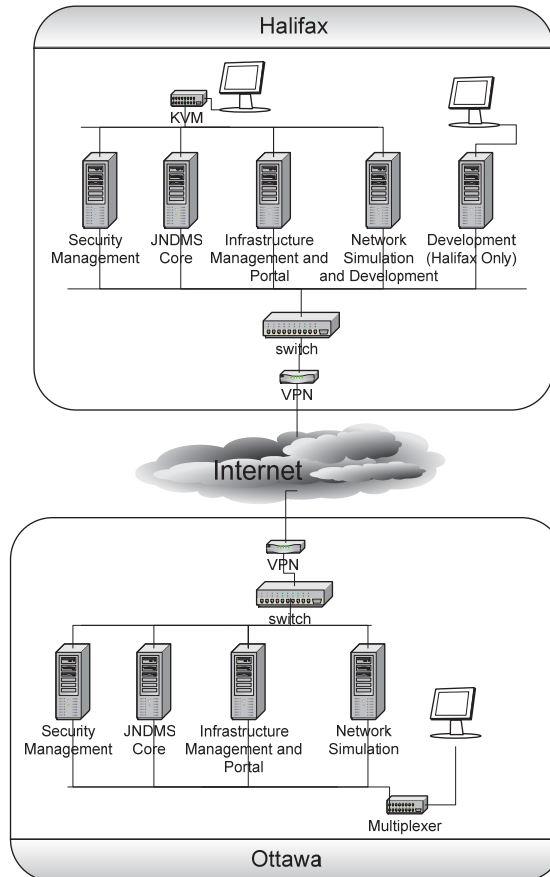 Halifax
KVM
Security
Management
JNDMS
Core
Infrastructure
Management and
Portal
Network
Simulation
and Development
Development
(Halifax Only)
switch
VPN
Internet
VPN
switch
Security
Management
JNDMS
Core
Infrastructure
Management and
Portal
Network
Simulation
Multiplexer
Ottawa